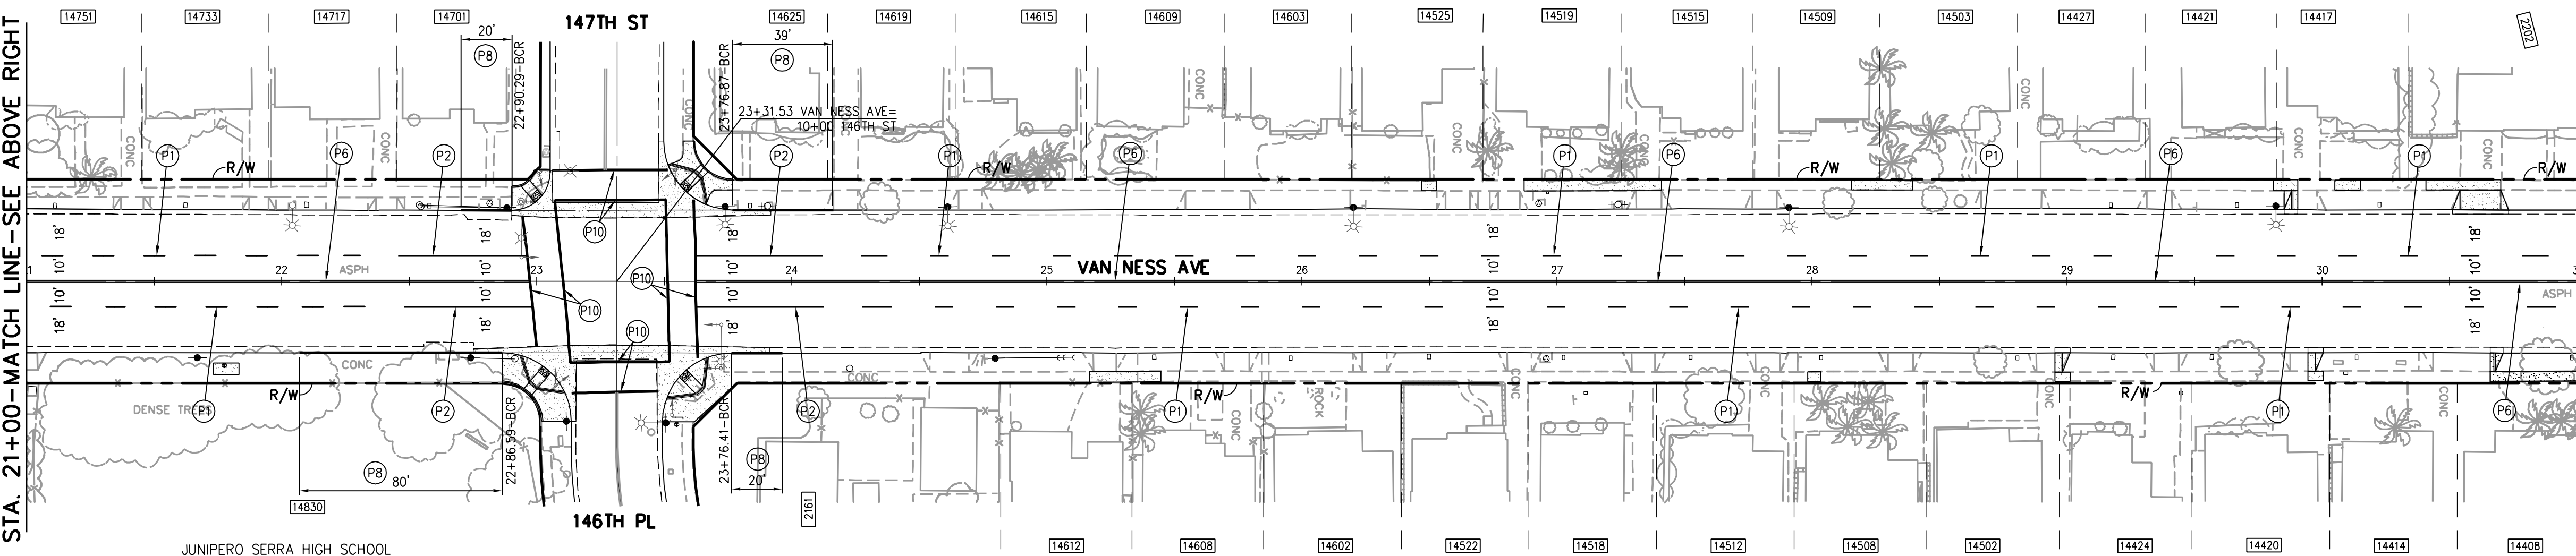 STA. 21+00-MATCH LINE-SEE ABOVE RIGHT
14751
14733
14717
14701
147TH ST
14625
14619
14615
14609
14603
14525
14519
14515
14509
14503
14427
14421
14417
2202
20'
P8
22+90.29-BCR
23+76.87-BCR
39'
P8
23+31.53 VAN NESS AVE=
10+00 146TH ST
CONC
CONC
CONC
CONC
CONC
CONC
CONC
CONC
CONC
P1
P6
P2
P2
P1
P6
P1
P6
P1
P6
P1
R/W
R/W
R/W
R/W
P10
18'
18'
18'
18'
18'
10'
10'
10'
10'
10'
1
22
ASPH
23
24
25
VAN NESS AVE
26
27
28
29
30
3
P10
P10
P10
10'
10'
10'
10'
10'
ASPH
18'
18'
18'
18'
18'
CONC
CONC
CONC
CONC
CONC
CONC
CONC
ROCK
DENSE TREES
R/W
R/W
R/W
P1
P2
P2
P1
P1
P1
P6
P8
80'
22+86.59-BCR
23+76.41-BCR
P8
20'
14830
2161
146TH PL
JUNIPERO SERRA HIGH SCHOOL
14612
14608
14602
14522
14518
14512
14508
14502
14424
14420
14414
14408